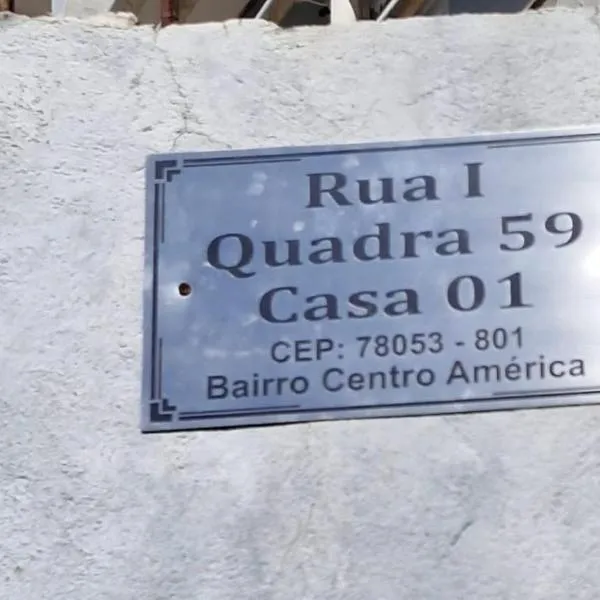 Rua I
Quadra 59
Casa 01
CEP: 78053 - 801
Bairro Centro América